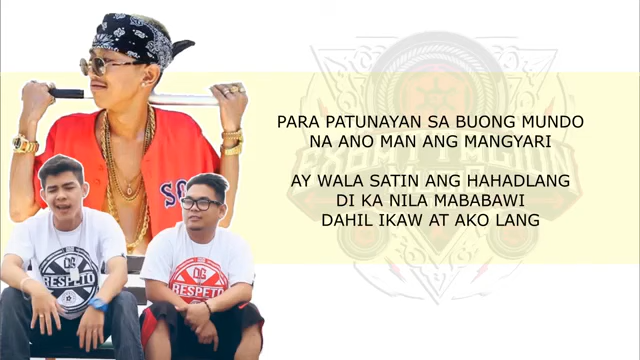 PARA PATUNAYAN SA BUONG MUNDO
NA ANO MAN ANG MANGYARI
AY WALA SATIN ANG HAHADLANG
DI KA NILA MABABAWI
DAHIL IKAW AT AKO LANG
RESPETO
RESPETO